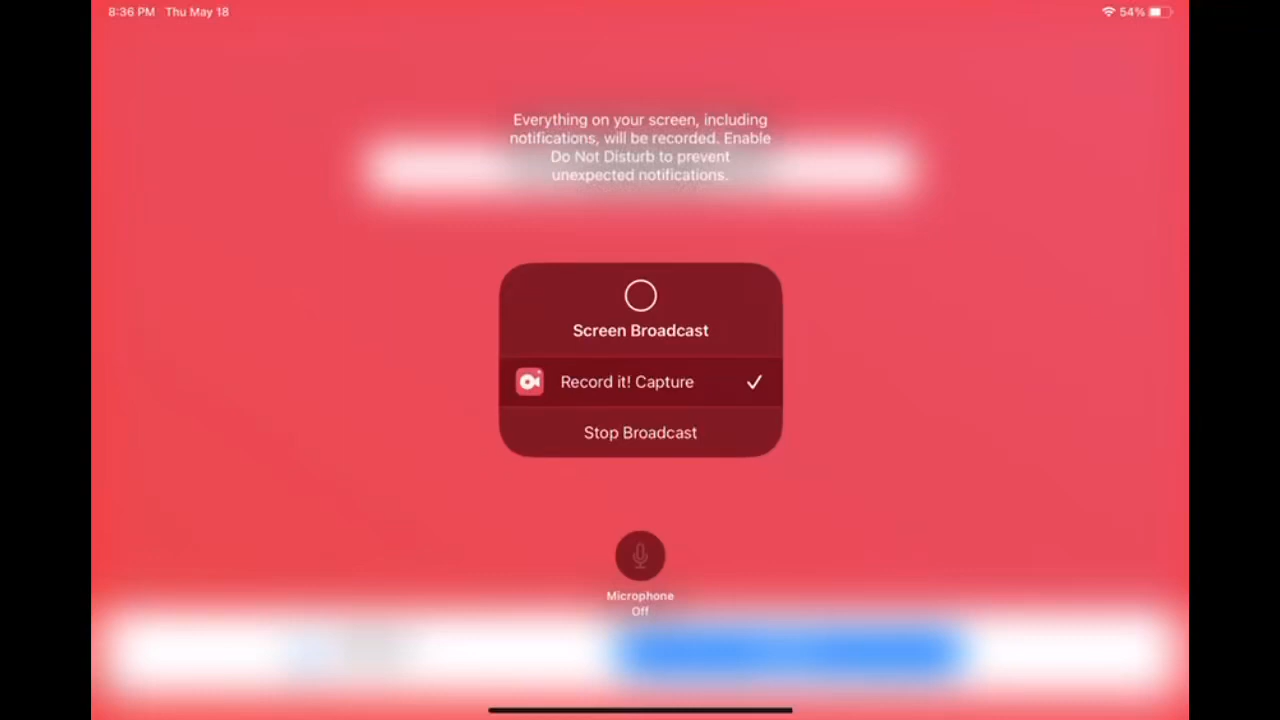 8:36 PM Thu May 18
54%
Everything on your screen, including
notifications, will be recorded. Enable
Do Not Disturb to prevent
unexpected notifications.
Screen Broadcast
Record it! Capture
Stop Broadcast
Microphone
Off